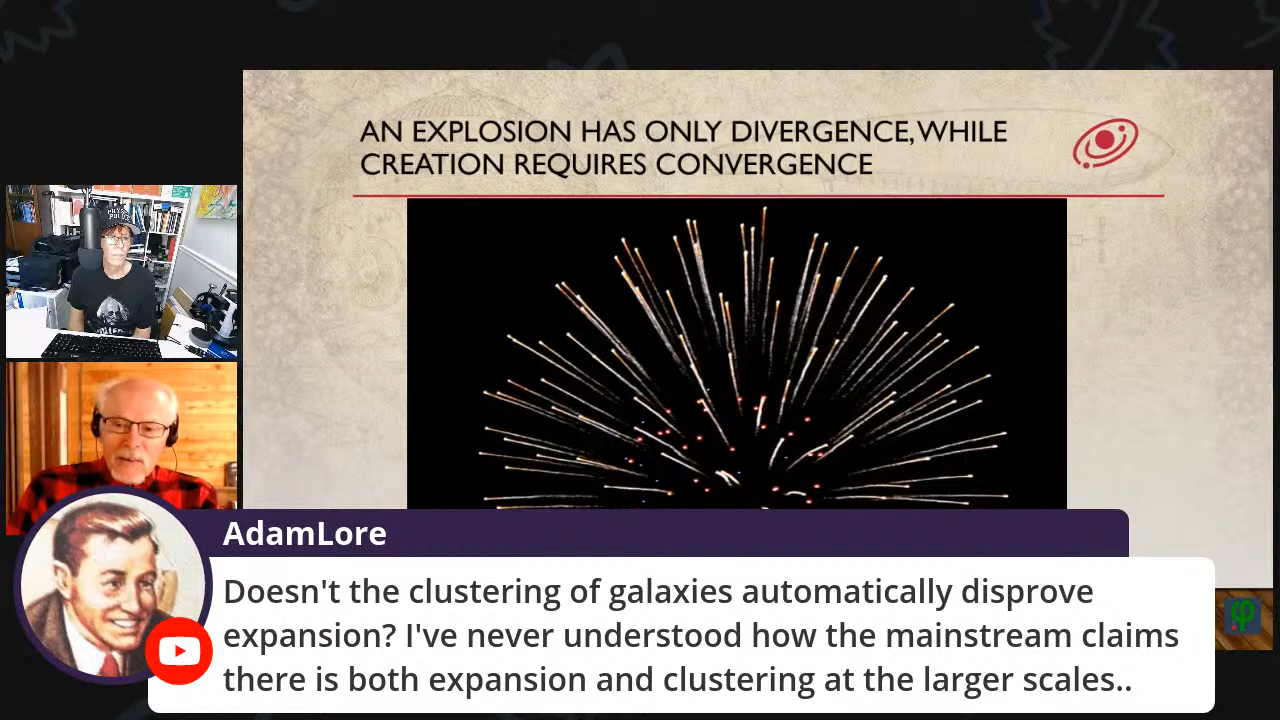 AN EXPLOSION HAS ONLY DIVERGENCE, WHILE
CREATION REQUIRES CONVERGENCE
AdamLore
Doesn't the clustering of galaxies automatically disprove
expansion? I've never understood how the mainstream claims
there is both expansion and clustering at the larger scales..